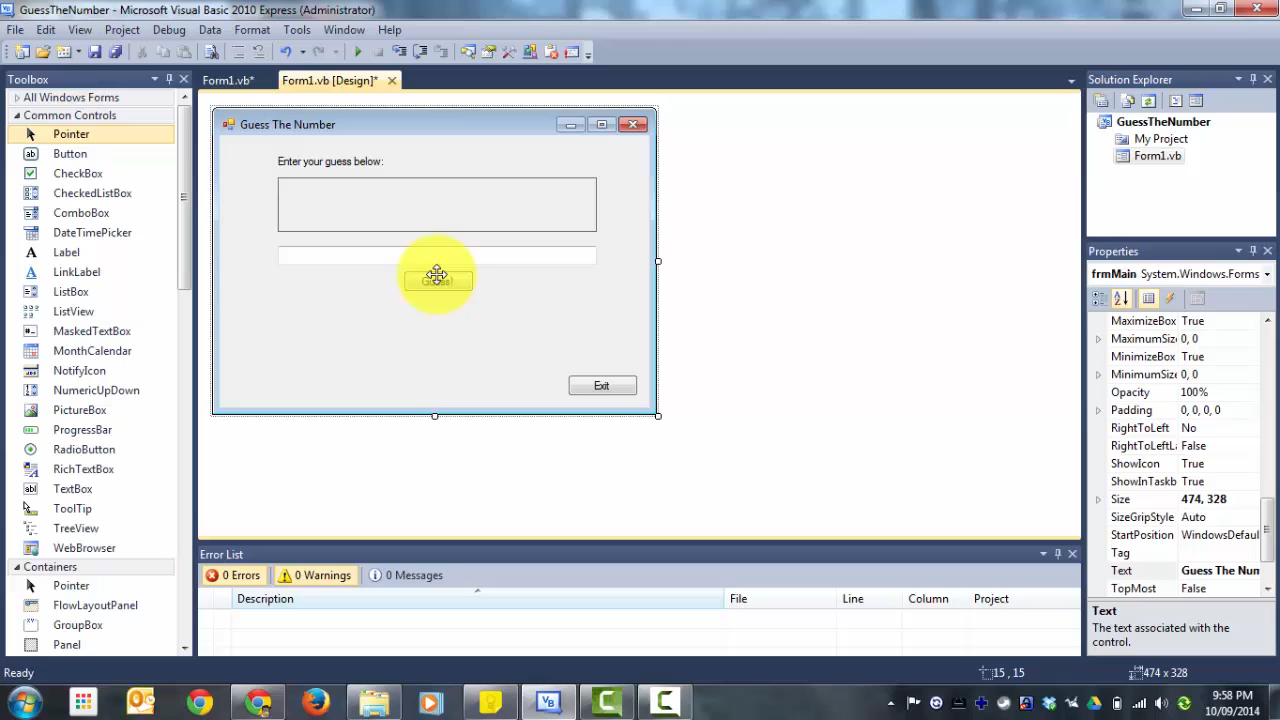 GuessTheNumber - Microsoft Visual Basic 2010 Express (Administrator)
File Edit View Project Debug Data Format Tools Window Help
Toolbox
All Windows Forms
Common Controls
Pointer
Button
CheckBox
CheckedListBox
ComboBox
DateTimePicker
Label
LinkLabel
ListBox
ListView
MaskedTextBox
MonthCalendar
NotifyIcon
NumericUpDown
PictureBox
ProgressBar
RadioButton
RichTextBox
TextBox
ToolTip
TreeView
WebBrowser
Containers
Pointer
FlowLayoutPanel
GroupBox
Panel
Form1.vb* Form1.vb [Design]*
Guess The Number
Enter your guess below:
Exit
Error List
0 Errors 0 Warnings 0 Messages
Description File Line Column Project
Solution Explorer
GuessTheNumber
My Project
Form1.vb
Properties
frmMain System.Windows.Forms
MaximizeBox True
MaximumSiz 0, 0
MinimizeBox True
MinimumSiz 0, 0
Opacity 100%
Padding 0, 0, 0, 0
RightToLeft No
RightToLeftL False
ShowIcon True
ShowInTaskb True
Size 474, 328
SizeGripStyle Auto
StartPosition WindowsDefaul
Tag
Text Guess The Num
TopMost False
Text
The text associated with the
control.
Ready 15 , 15 474 x 328
9:58 PM
10/09/2014